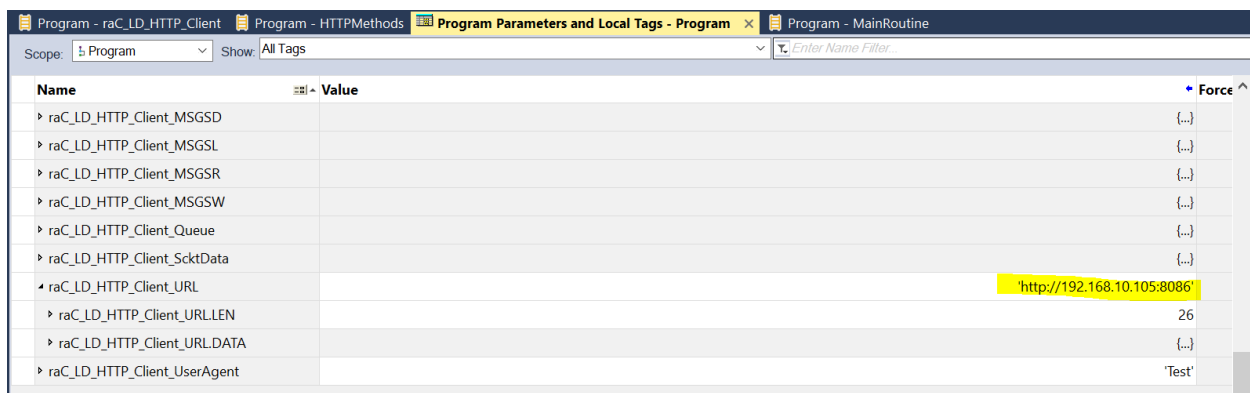 Program - raC_LD_HTTP_Client Program - HTTPMethods Program Parameters and Local Tags - Program × Program - MainRoutine
Scope: Program Show: All Tags Enter Name Filter...
Name Value Force
raC_LD_HTTP_Client_MSGSD {...}
raC_LD_HTTP_Client_MSGSL {...}
raC_LD_HTTP_Client_MSGSR {...}
raC_LD_HTTP_Client_MSGSW {...}
raC_LD_HTTP_Client_Queue {...}
raC_LD_HTTP_Client_ScktData {...}
raC_LD_HTTP_Client_URL 'http://192.168.10.105:8086'
raC_LD_HTTP_Client_URL.LEN 26
raC_LD_HTTP_Client_URL.DATA {...}
raC_LD_HTTP_Client_UserAgent 'Test'